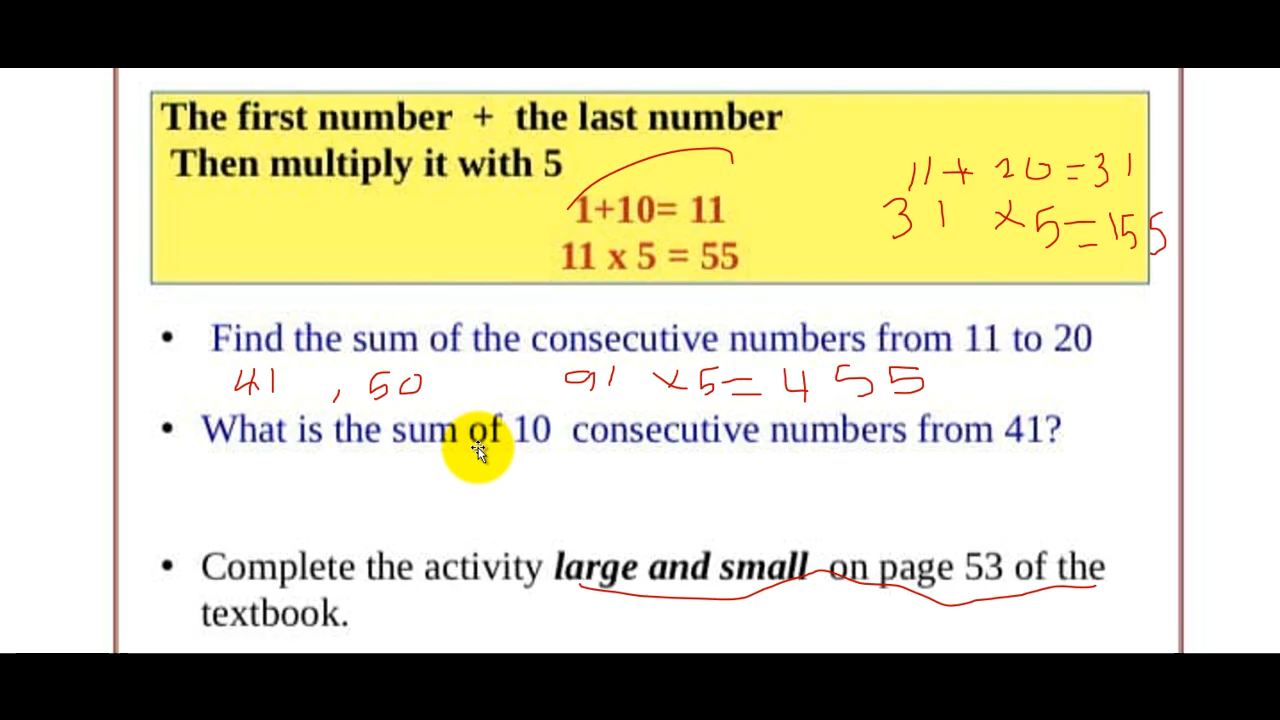 The first number + the last number
Then multiply it with 5
1+10= 11
11 x 5 = 55
11+ 20=31
31 x5=155
• Find the sum of the consecutive numbers from 11 to 20
41 , 50 91 x5=455
• What is the sum of 10 consecutive numbers from 41?
• Complete the activity large and small on page 53 of the
textbook.